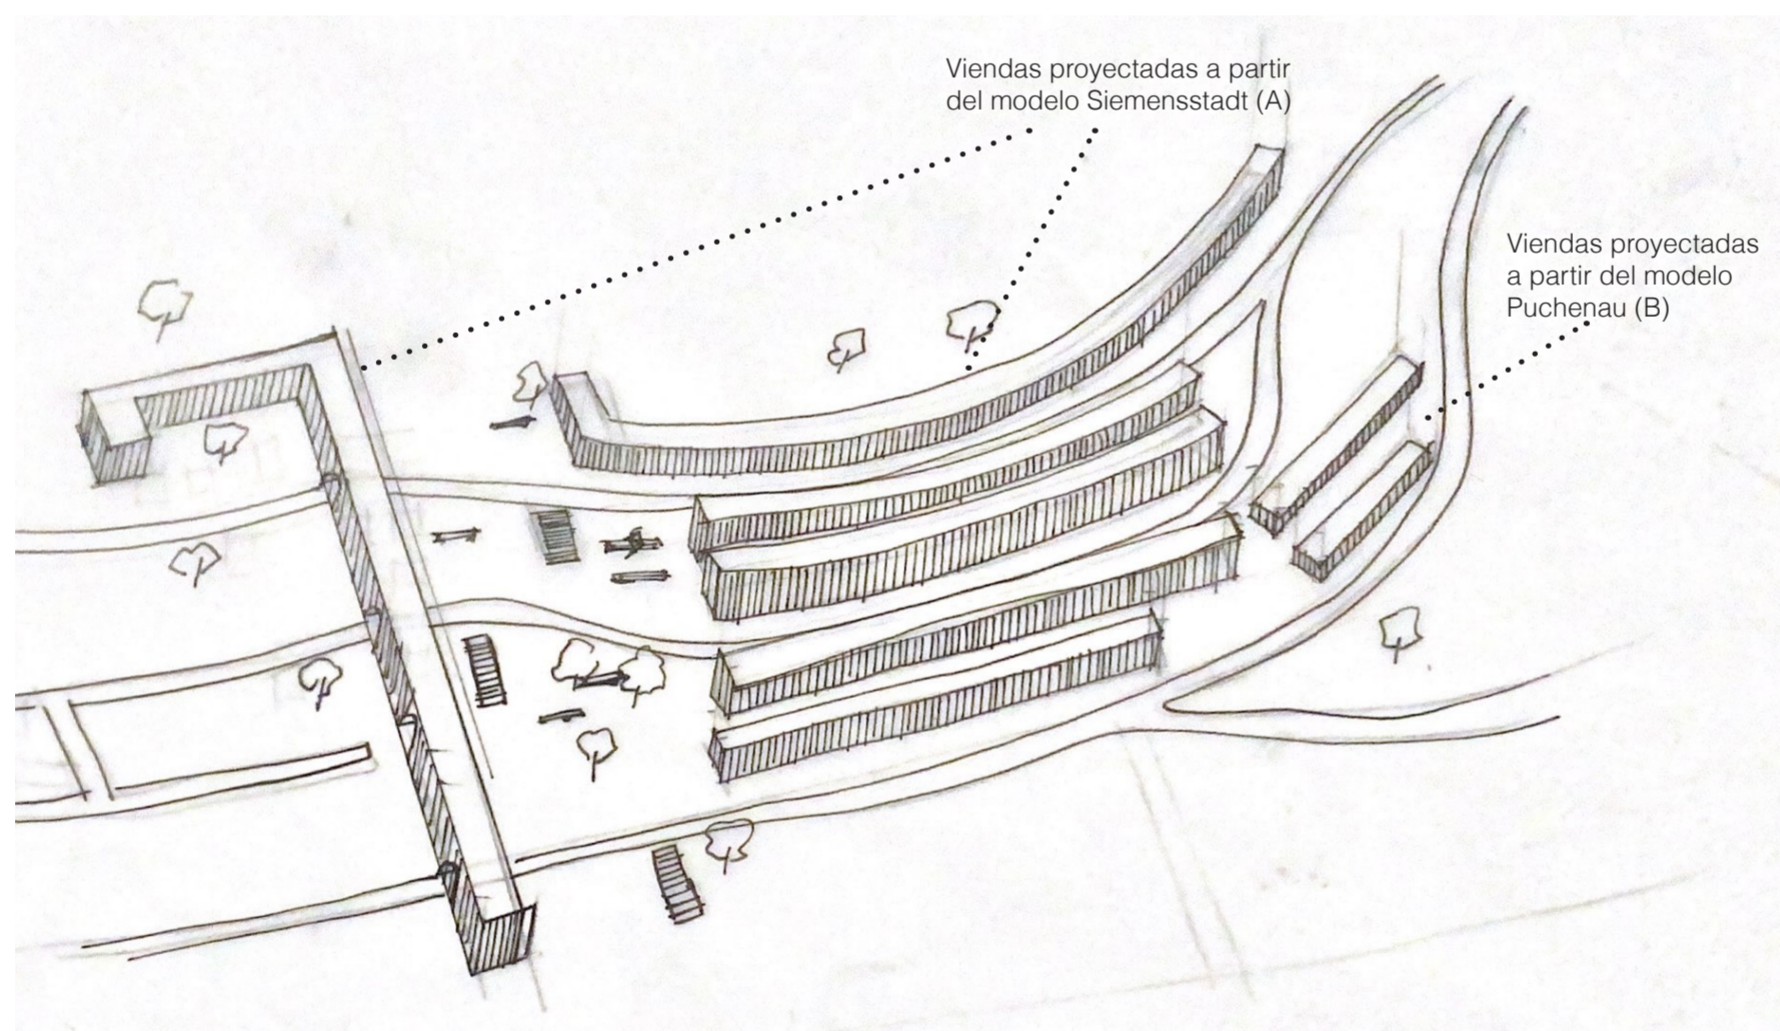 Viendas proyectadas a partir
del modelo Siemensstadt (A)
Viendas proyectadas
a partir del modelo
Puchenau (B)